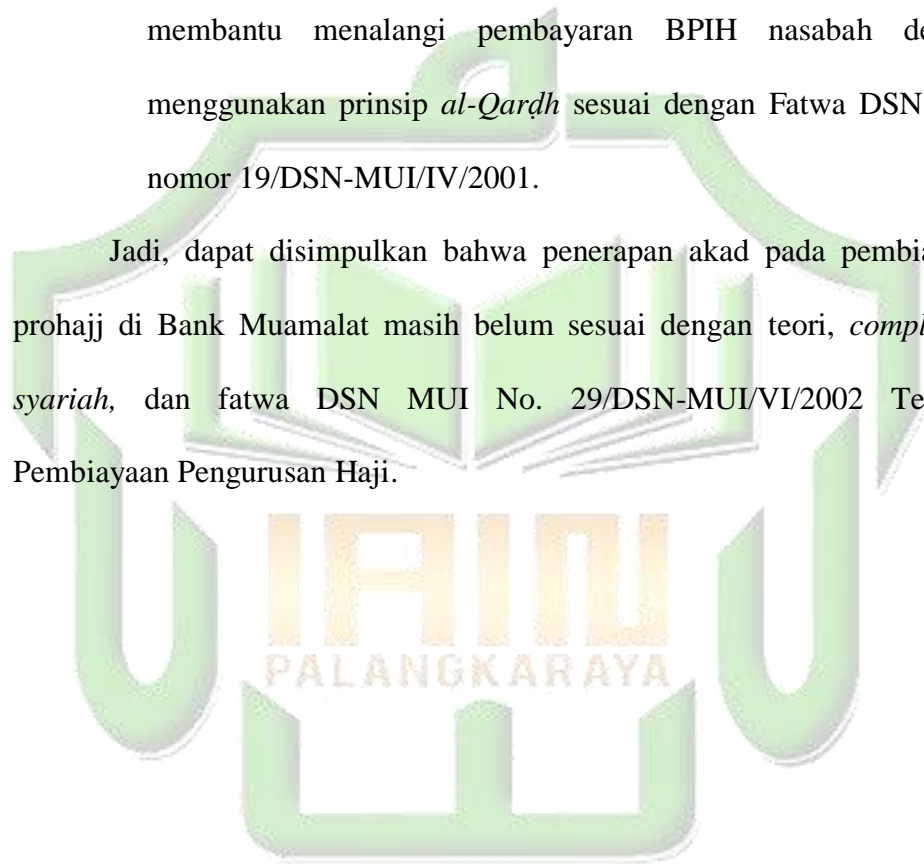 membantu menalangi pembayaran BPIH nasabah de
menggunakan prinsip al-Qarḍh sesuai dengan Fatwa DSN
nomor 19/DSN-MUI/IV/2001.
Jadi, dapat disimpulkan bahwa penerapan akad pada pembia
prohajj di Bank Muamalat masih belum sesuai dengan teori, compl
syariah, dan fatwa DSN MUI No. 29/DSN-MUI/VI/2002 Te
Pembiayaan Pengurusan Haji.
IAIN
PALANGKARAYA